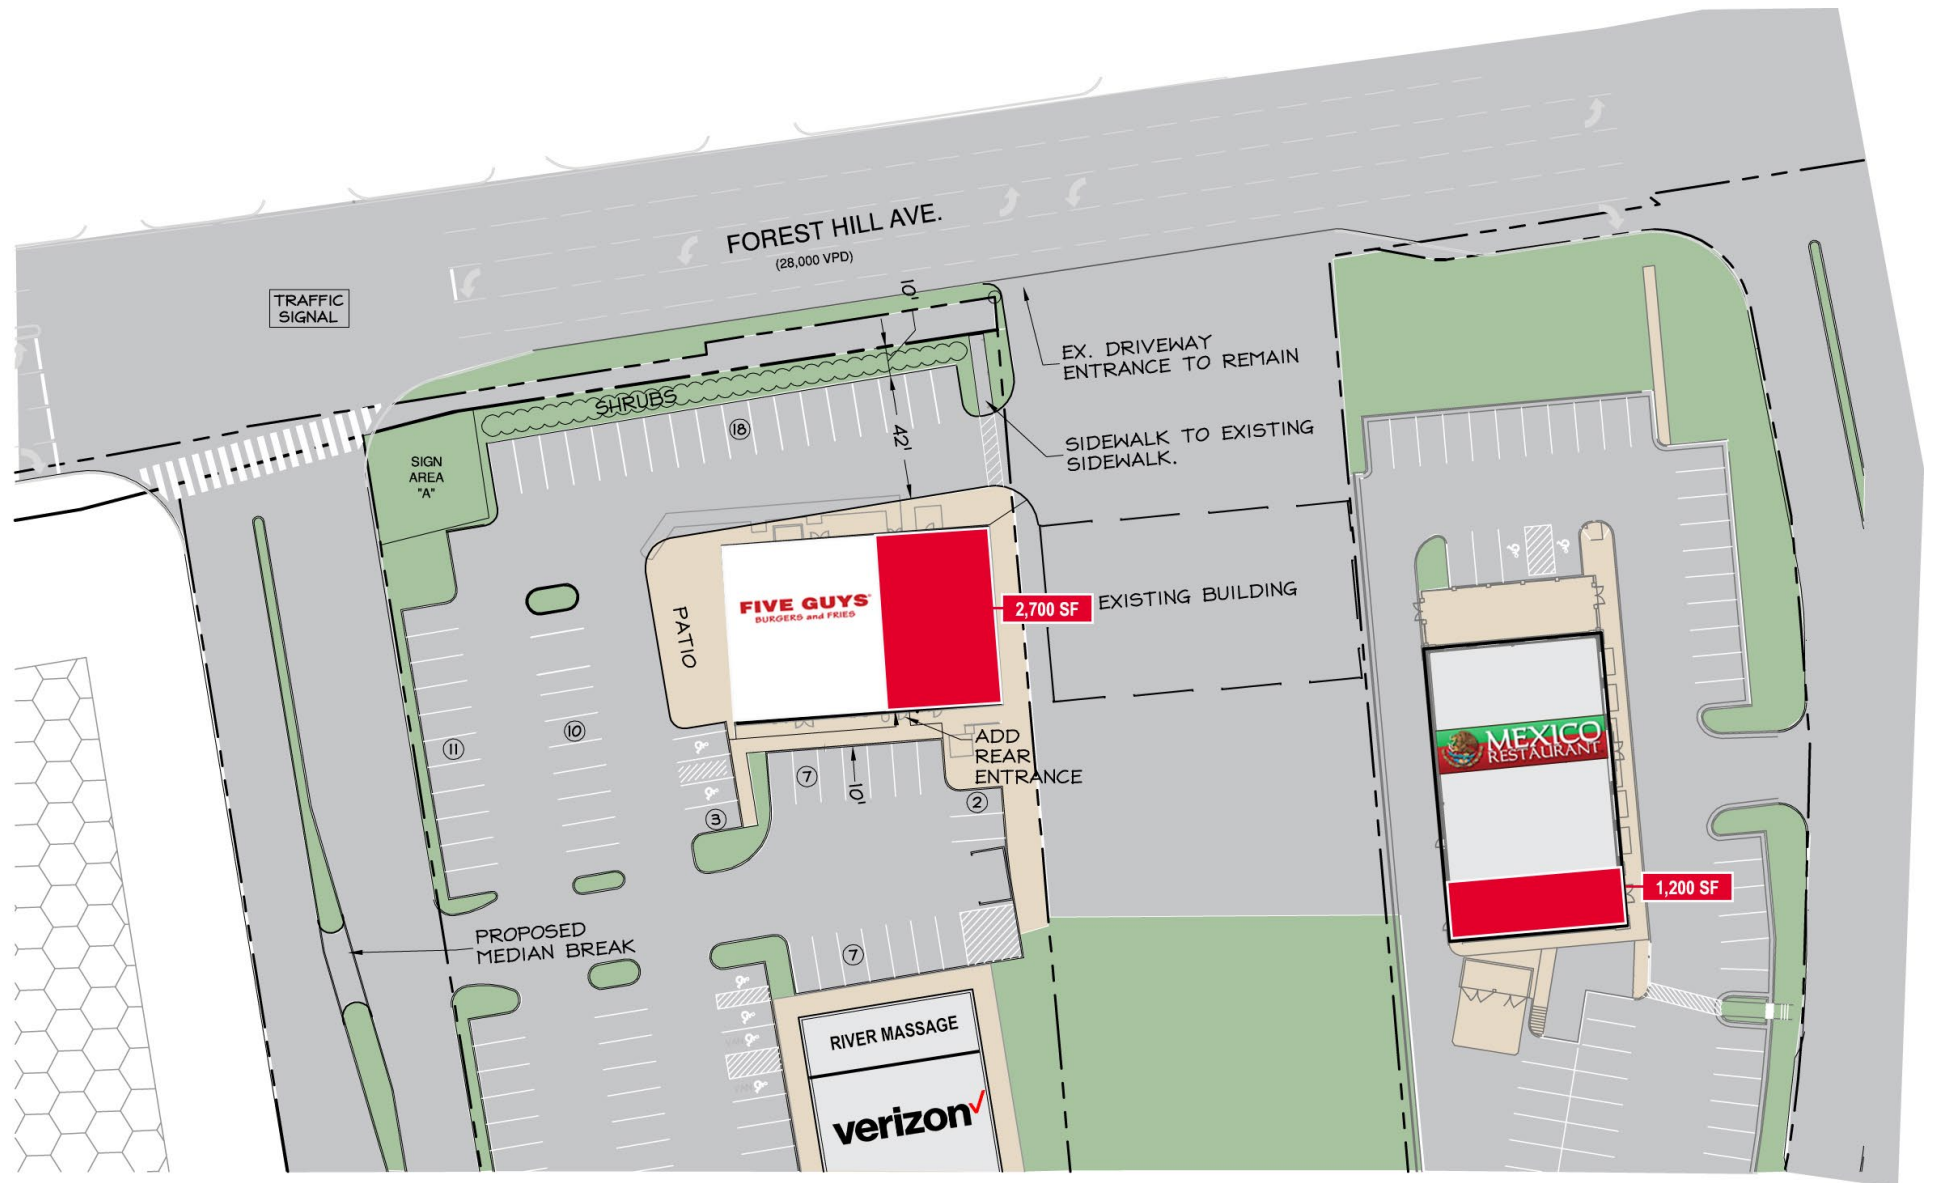 FOREST HILL AVE.
(28,000 VPD)
TRAFFIC
SIGNAL
10'
EX. DRIVEWAY
ENTRANCE TO REMAIN
SHRUBS
18
42'
SIDEWALK TO EXISTING
SIDEWALK.
SIGN
AREA
"A"
PATIO
FIVE GUYS
BURGERS and FRIES
2,700 SF
EXISTING BUILDING
MEXICO
RESTAURANT
11
10
ADD
REAR
ENTRANCE
7
10'
2
3
1,200 SF
PROPOSED
MEDIAN BREAK
7
RIVER MASSAGE
verizon
VAN
VAN